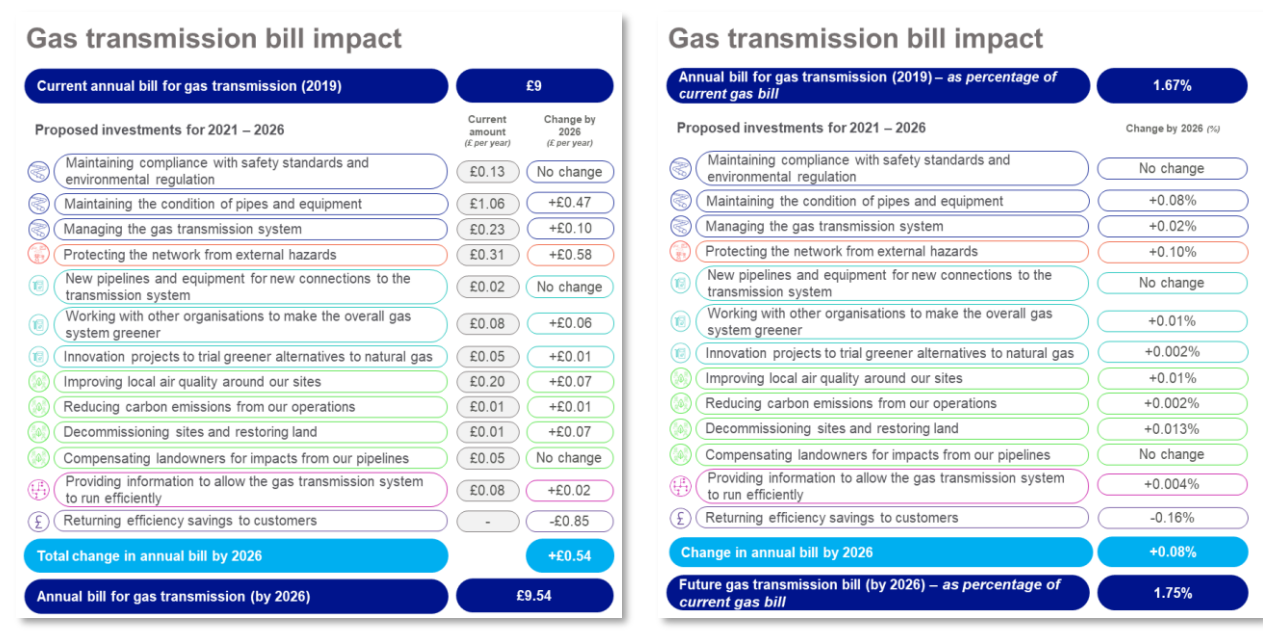 Gas transmission bill impact
Current annual bill for gas transmission (2019)
£9
Proposed investments for 2021 – 2026
Current
amount
(£ per year)
Change by
2026
(£ per year)
Maintaining compliance with safety standards and
environmental regulation
£0.13
No change
Maintaining the condition of pipes and equipment
£1.06
+£0.47
Managing the gas transmission system
£0.23
+£0.10
Protecting the network from external hazards
£0.31
+£0.58
New pipelines and equipment for new connections to the
transmission system
£0.02
No change
Working with other organisations to make the overall gas
system greener
£0.08
+£0.06
Innovation projects to trial greener alternatives to natural gas
£0.05
+£0.01
Improving local air quality around our sites
£0.20
+£0.07
Reducing carbon emissions from our operations
£0.01
+£0.01
Decommissioning sites and restoring land
£0.01
+£0.07
Compensating landowners for impacts from our pipelines
£0.05
No change
Providing information to allow the gas transmission system
to run efficiently
£0.08
+£0.02
£
Returning efficiency savings to customers
-
-£0.85
Total change in annual bill by 2026
+£0.54
Annual bill for gas transmission (by 2026)
£9.54
Gas transmission bill impact
Annual bill for gas transmission (2019) – as percentage of
current gas bill
1.67%
Proposed investments for 2021 – 2026
Change by 2026 (%)
Maintaining compliance with safety standards and
environmental regulation
No change
Maintaining the condition of pipes and equipment
+0.08%
Managing the gas transmission system
+0.02%
Protecting the network from external hazards
+0.10%
New pipelines and equipment for new connections to the
transmission system
No change
Working with other organisations to make the overall gas
system greener
+0.01%
Innovation projects to trial greener alternatives to natural gas
+0.002%
Improving local air quality around our sites
+0.01%
Reducing carbon emissions from our operations
+0.002%
Decommissioning sites and restoring land
+0.013%
Compensating landowners for impacts from our pipelines
No change
Providing information to allow the gas transmission system
to run efficiently
+0.004%
£
Returning efficiency savings to customers
-0.16%
Change in annual bill by 2026
+0.08%
Future gas transmission bill (by 2026) – as percentage of
current gas bill
1.75%